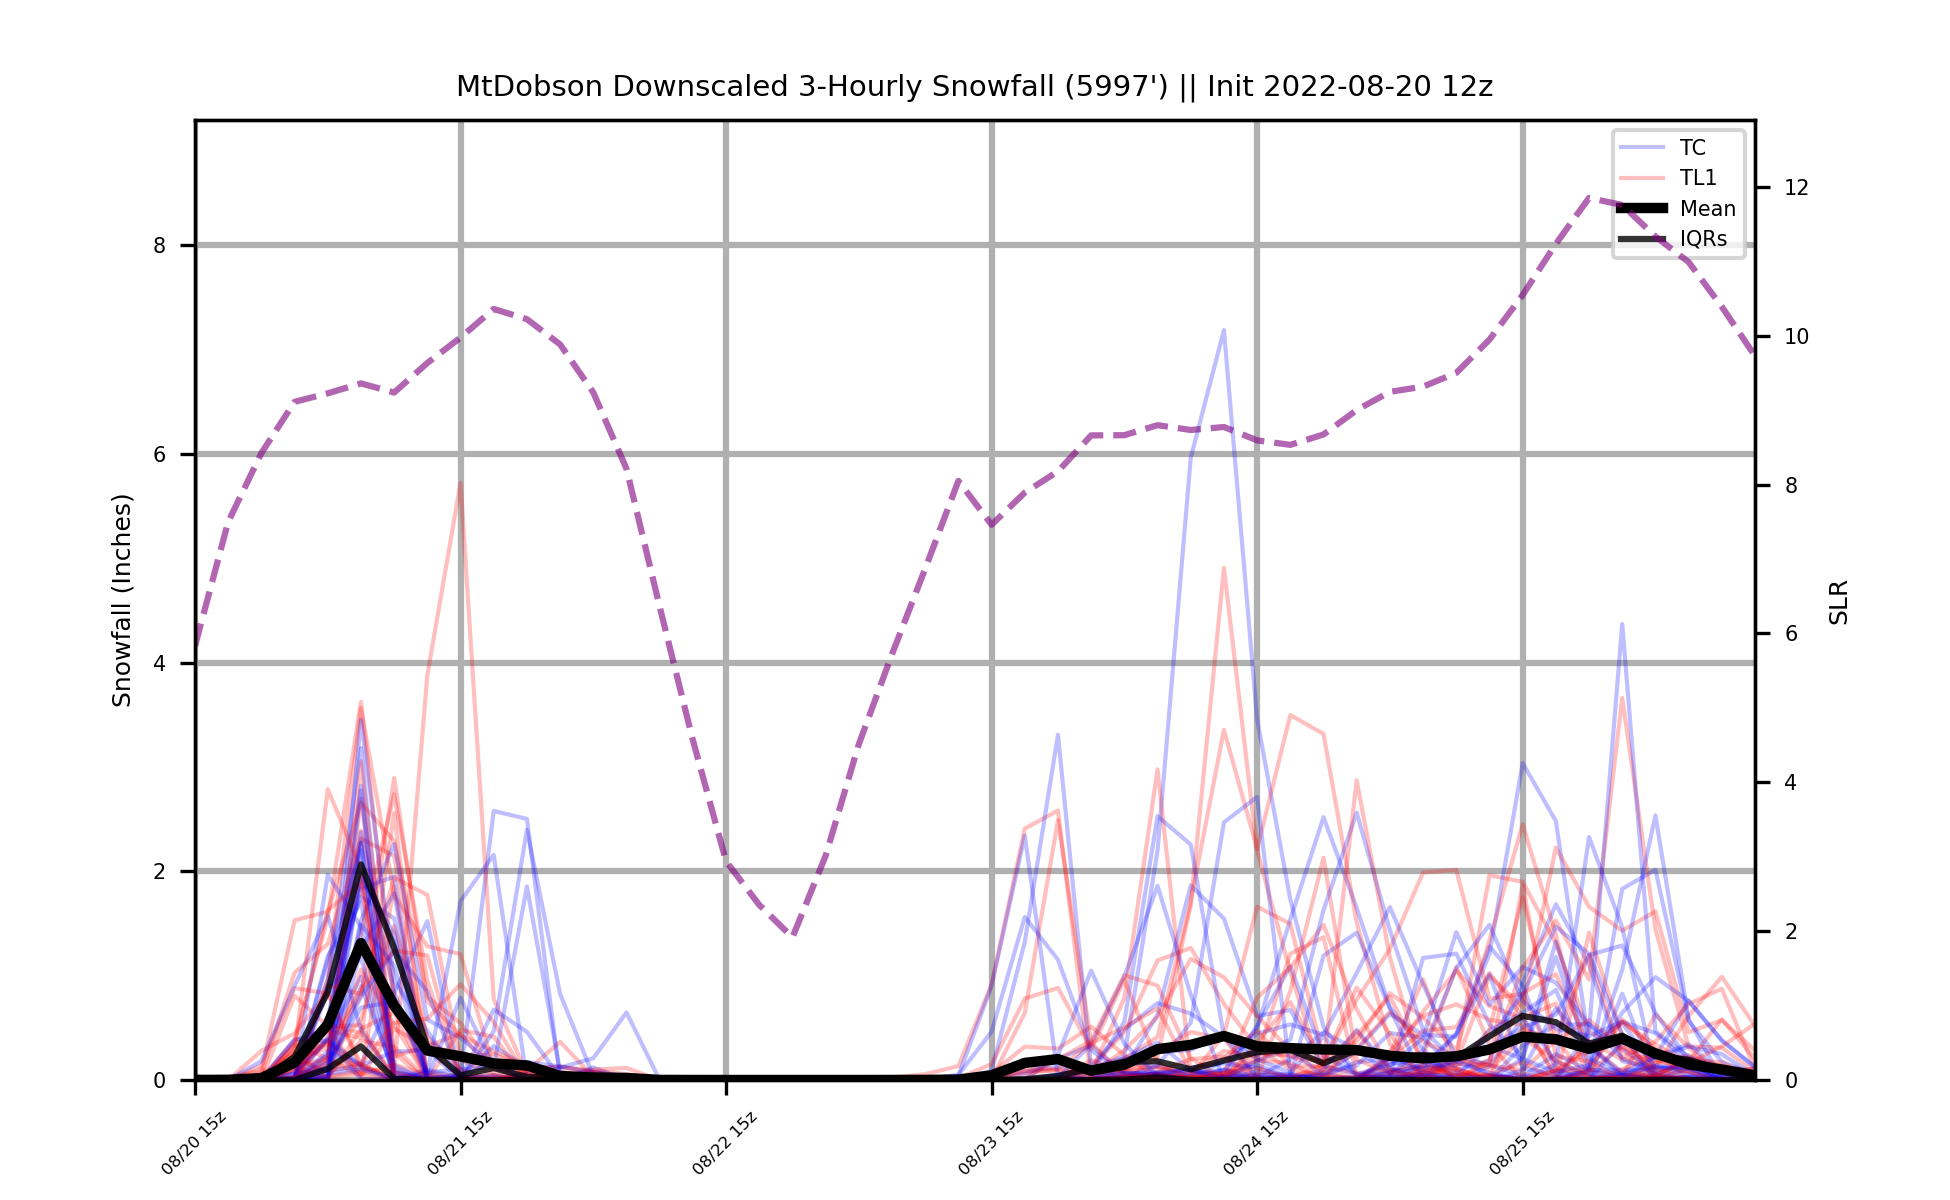 MtDobson Downscaled 3-Hourly Snowfall (5997') || Init 2022-08-20 12z
TC
TL1
Mean
IQRs
Snowfall (Inches)
8
6
4
2
0
SLR
12
10
8
6
4
2
0
08/20 15z
08/21 15z
08/22 15z
08/23 15z
08/24 15z
08/25 15z